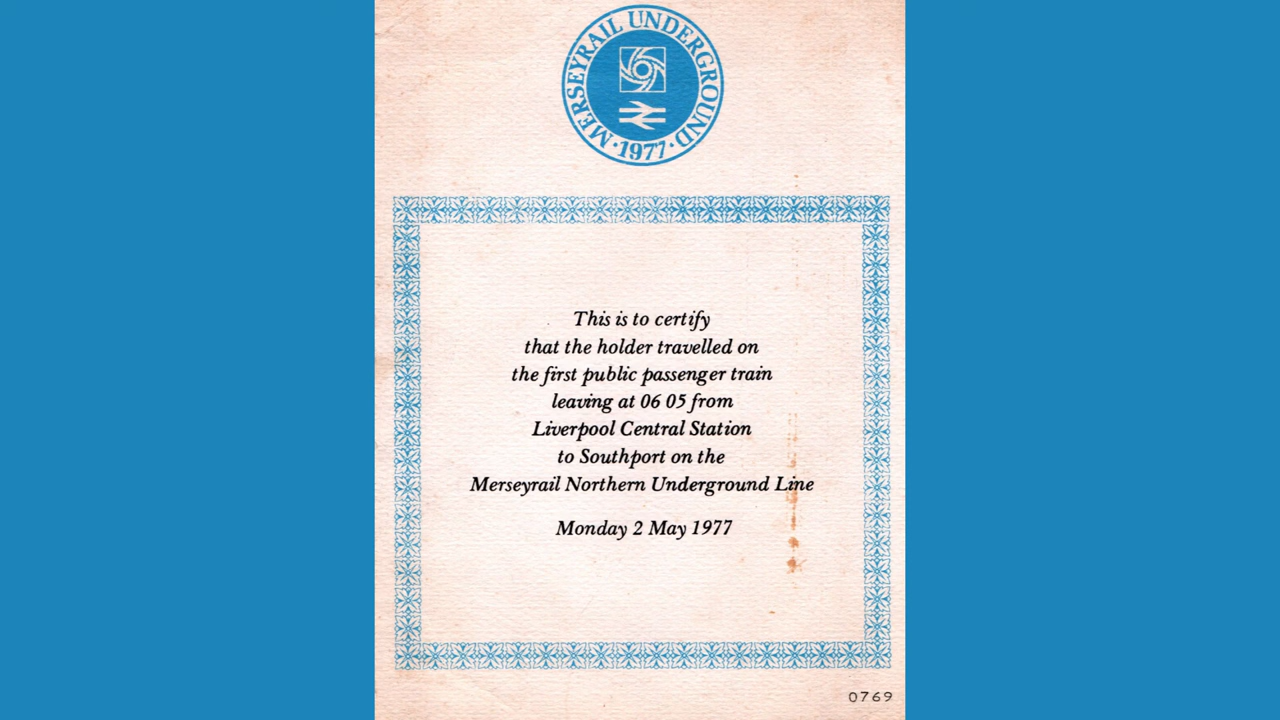 MERSEYRAIL UNDERGROUND
·1977·
This is to certify
that the holder travelled on
the first public passenger train
leaving at 06 05 from
Liverpool Central Station
to Southport on the
Merseyrail Northern Underground Line
Monday 2 May 1977
0769